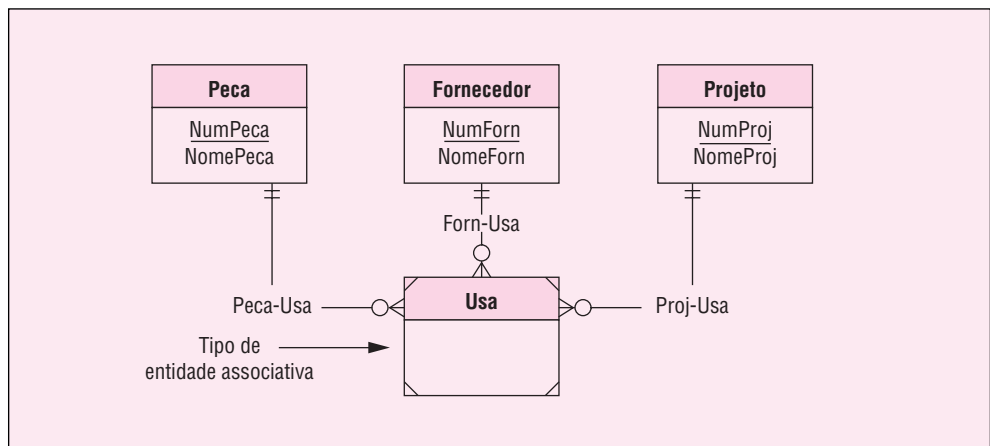 Peca
NumPeca
NomePeca
Fornecedor
NumForn
NomeForn
Projeto
NumProj
NomeProj
Forn-Usa
Peca-Usa
Usa
Proj-Usa
Tipo de
entidade associativa